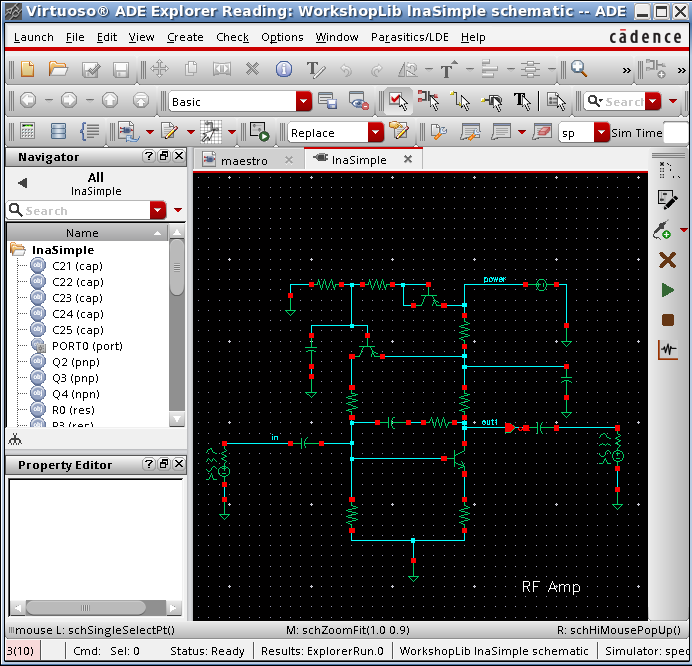 Virtuoso® ADE Explorer Reading: WorkshopLib lnaSimple schematic -- ADE
Launch File Edit View Create Check Options Window Parasitics/LDE Help
cādence
Basic
Search
Replace
sp
Sim Time
Navigator
maestro
lnaSimple
All
lnaSimple
Search
Name
lnaSimple
C21 (cap)
C22 (cap)
C23 (cap)
C24 (cap)
C25 (cap)
PORT0 (port)
Q2 (pnp)
Q3 (pnp)
Q4 (npn)
R0 (res)
R3 (res)
Property Editor
power
out1
in
RF Amp
mouse L: schSingleSelectPt() M: schZoomFit(1.0 0.9) R: schHiMousePopUp()
3(10) Cmd: Sel: 0 Status: Ready Results: ExplorerRun.0 WorkshopLib lnaSimple schematic Simulator: spec